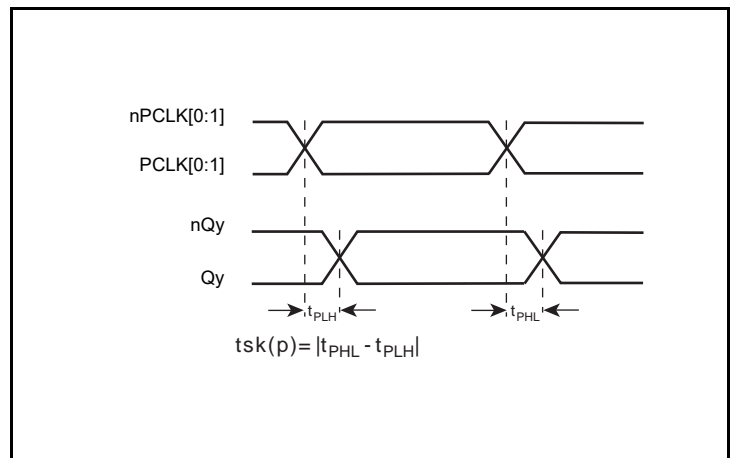 nPCLK[0:1]
PCLK[0:1]
nQy
Qy
tPLH
tPHL
tsk(p)= |tPHL - tPLH|